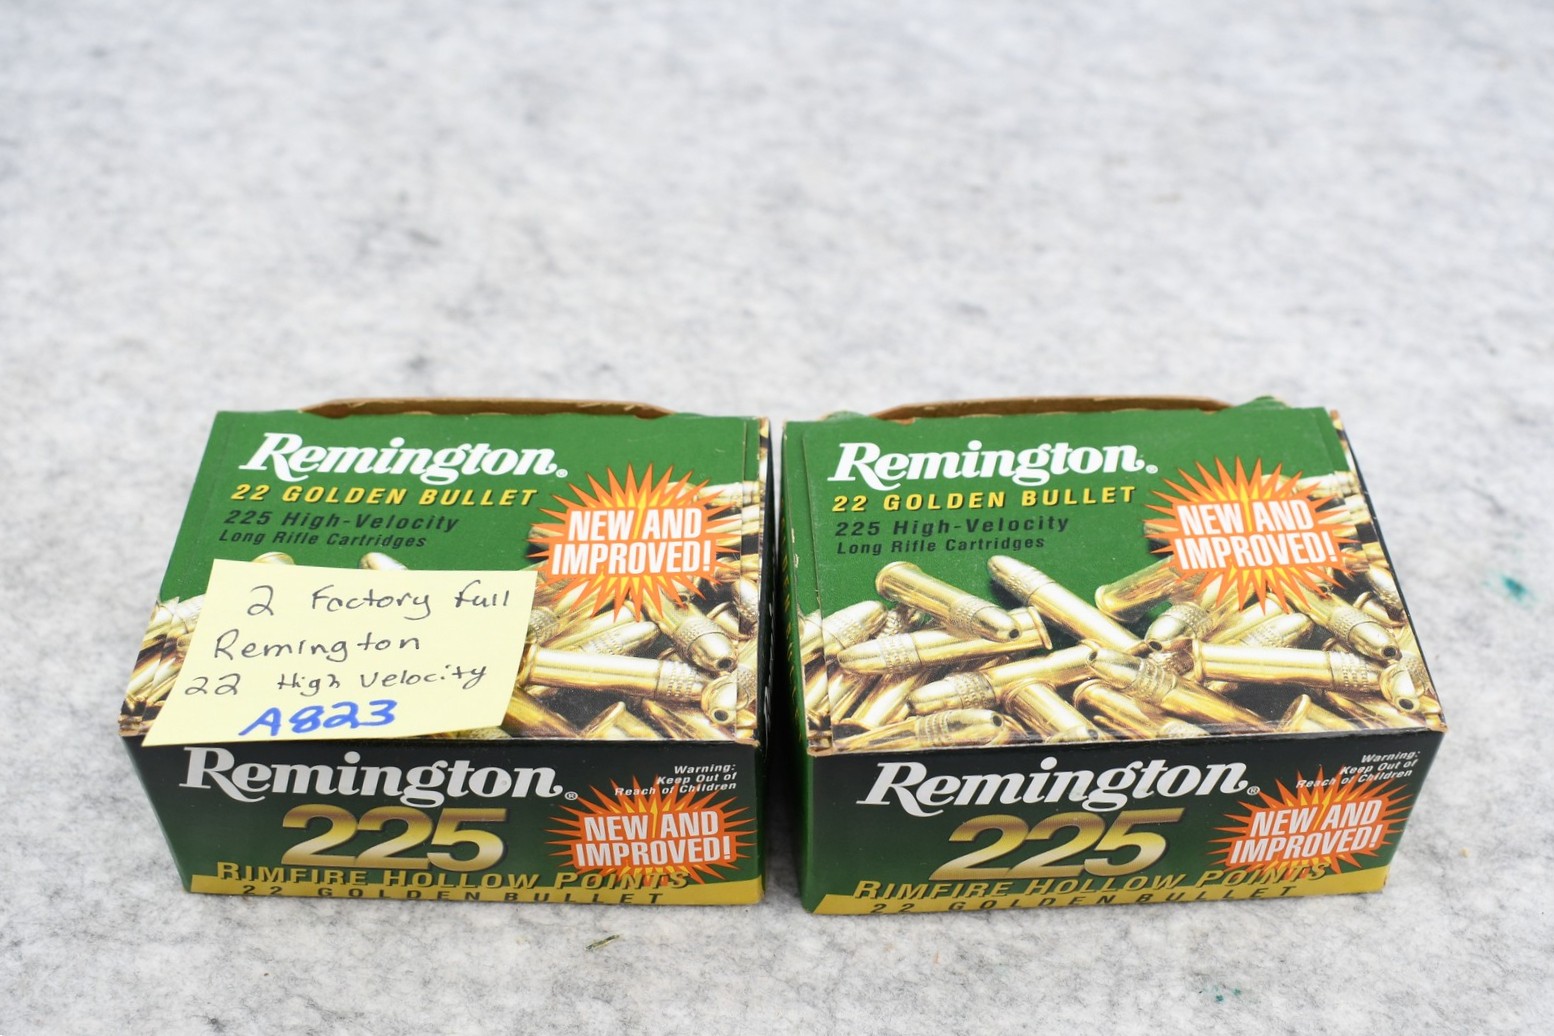 Remington®
22 GOLDEN BULLET
225 High-Velocity
Long Rifle Cartridges
NEW AND
IMPROVED!
2 Factory full
Remington
22 High Velocity
A823
Remington®
225
RIMFIRE HOLLOW POINTS
22 GOLDEN BULLET
Warning:
Keep Out of
Reach of Children
NEW AND
IMPROVED!
Remington®
22 GOLDEN BULLET
225 High-Velocity
Long Rifle Cartridges
NEW AND
IMPROVED!
Remington®
225
RIMFIRE HOLLOW POINTS
22 GOLDEN BULLET
Warning:
Keep Out of
Reach of Children
NEW AND
IMPROVED!